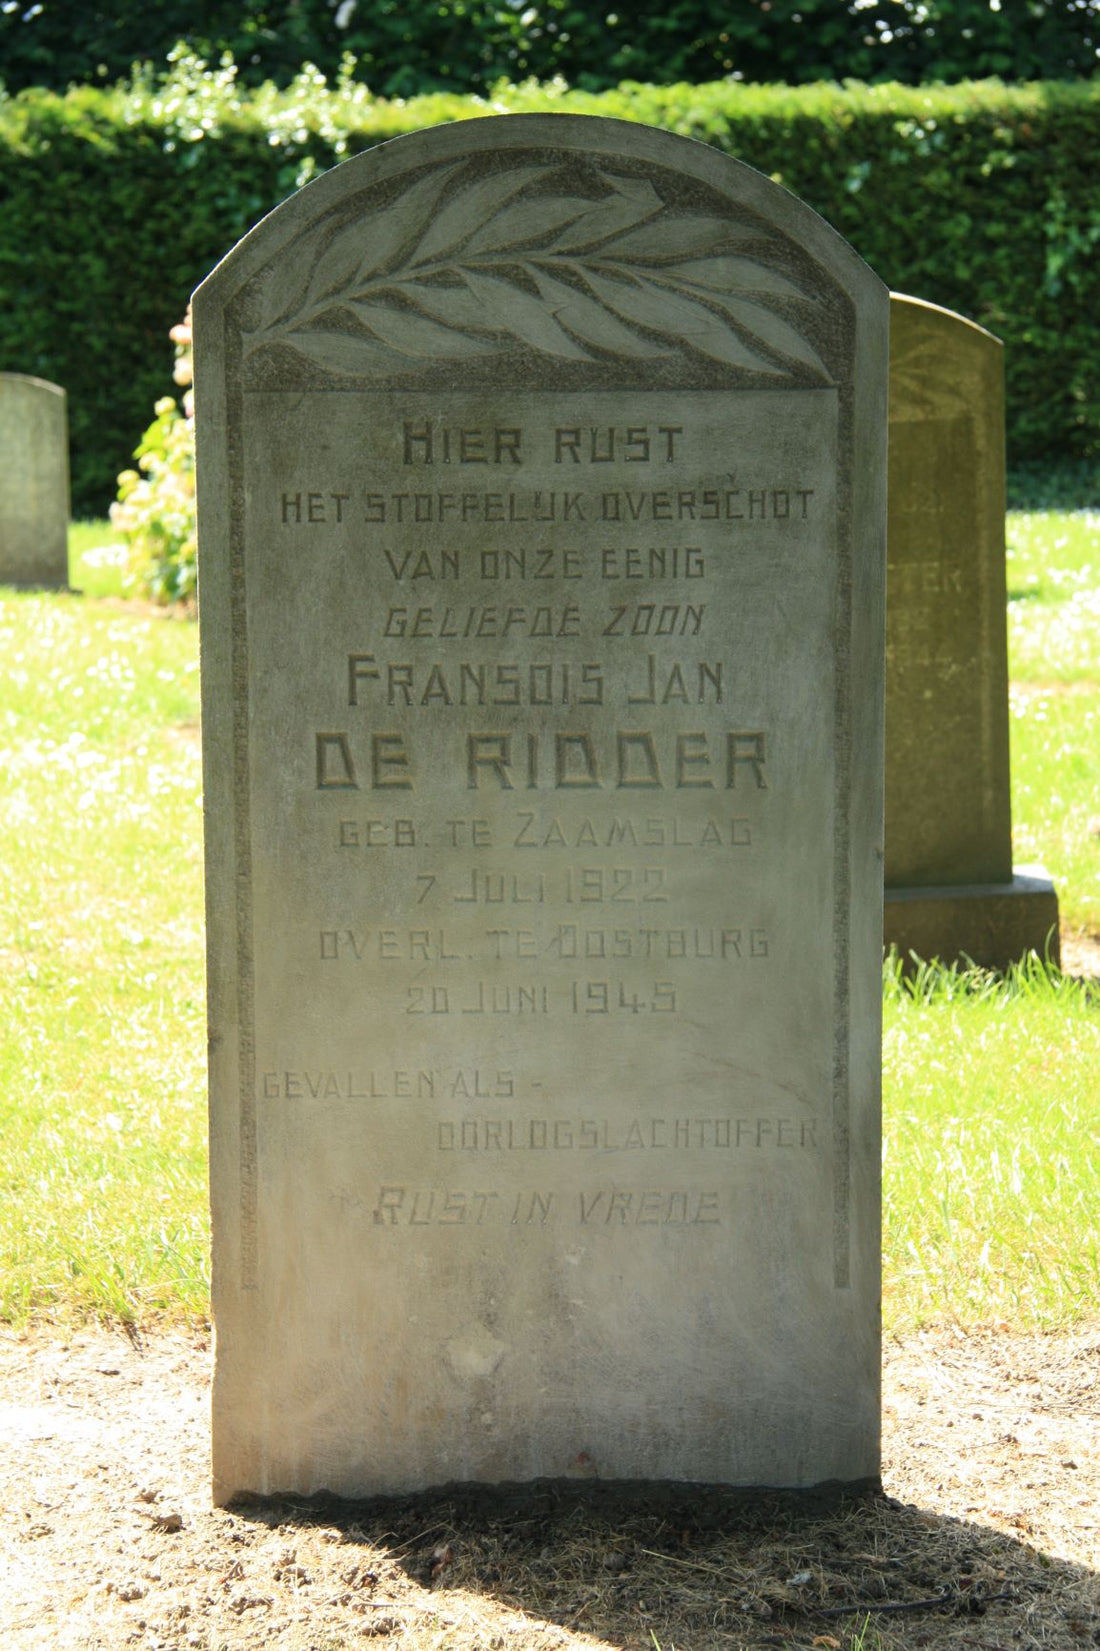 HIER RUST
HET STOFFELIJK OVERSCHOT
VAN ONZE EENIG
GELIEFDE ZOON
FRANSOIS JAN
DE RIDDER
GEB. TE ZAAMSLAG
7 JULI 1922
OVERL. TE OOSTBURG
20 JUNI 1945
GEVALLEN ALS -
OORLOGSLACHTOFFER
RUST IN VREDE